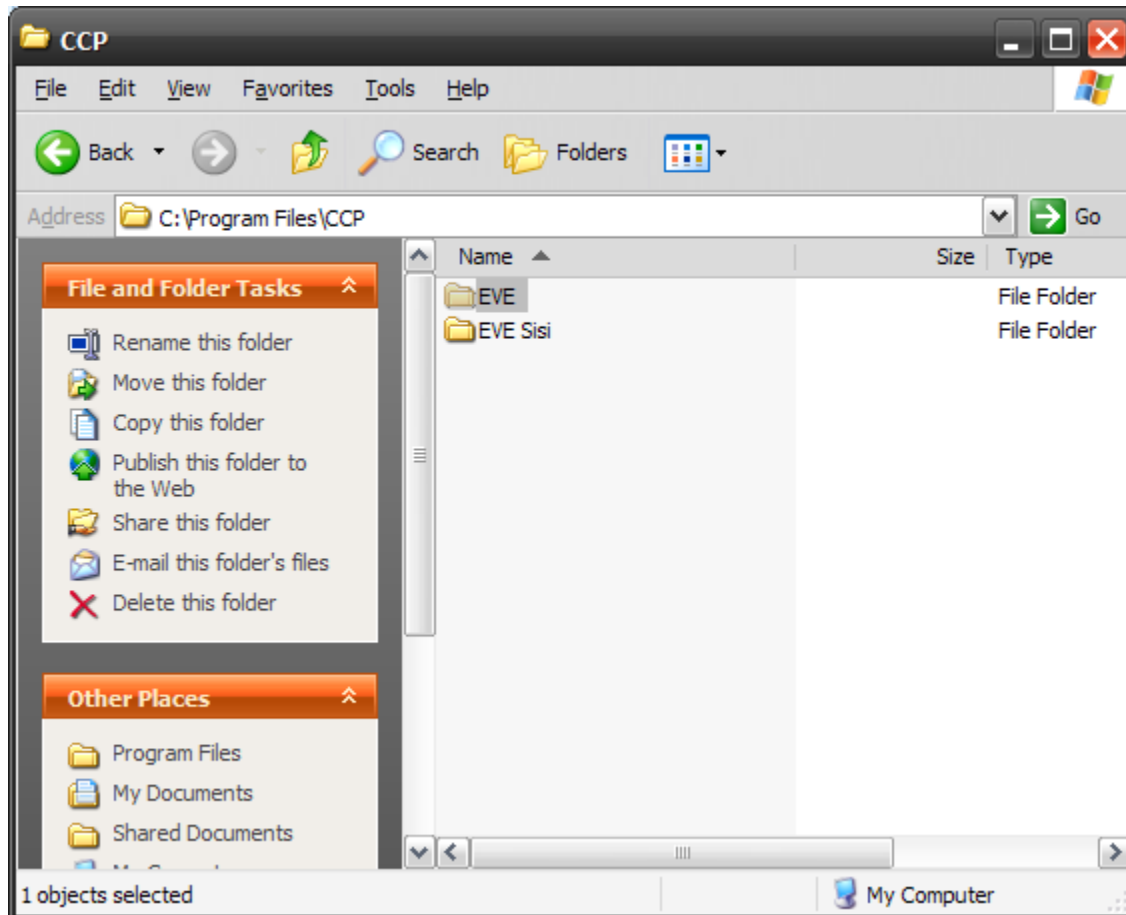 CCP
File Edit View Favorites Tools Help
Back Search Folders
Address C:\Program Files\CCP Go
Name Size Type
File and Folder Tasks
Rename this folder
Move this folder
Copy this folder
Publish this folder to
the Web
Share this folder
E-mail this folder's files
Delete this folder
Other Places
Program Files
My Documents
Shared Documents
EVE File Folder
EVE Sisi File Folder
1 objects selected My Computer